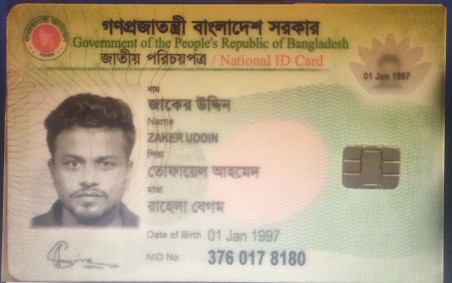 গণপ্রজাতন্ত্রী বাংলাদেশ সরকার
Government of the People's Republic of Bangladesh
জাতীয় পরিচয়পত্র / National ID Card
01 Jan 1997
নাম
জাকের উদ্দিন
Name
ZAKER UDDIN
পিতা
তোফায়েল আহমেদ
মাতা
রাহেলা বেগম
Date of Birth 01 Jan 1997
NID No. 376 017 8180